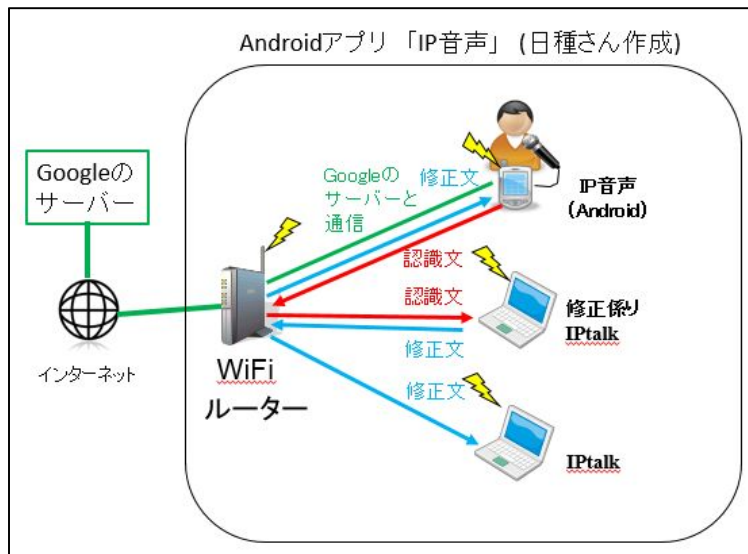 Androidアプリ 「IP音声」 (日種さん作成)
Googleの
サーバー
インターネット
WiFi
ルーター
Googleの
サーバーと
通信
修正文
IP音声
(Android)
認識文
認識文
修正係り
IPtalk
修正文
修正文
IPtalk